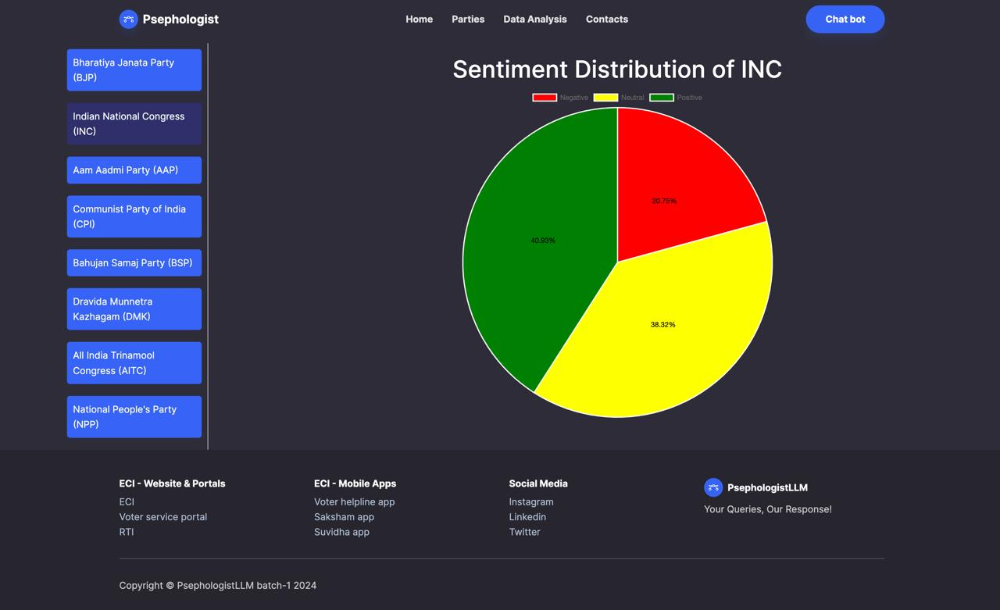 Psephologist
Home
Parties
Data Analysis
Contacts
Chat bot
Bharatiya Janata Party
(BJP)
Indian National Congress
(INC)
Aam Aadmi Party (AAP)
Communist Party of India
(CPI)
Bahujan Samaj Party (BSP)
Dravida Munnetra
Kazhagam (DMK)
All India Trinamool
Congress (AITC)
National People's Party
(NPP)
Sentiment Distribution of INC
Negative
Neutral
Positive
20.75%
40.93%
38.32%
ECI - Website & Portals
ECI
Voter service portal
RTI
ECI - Mobile Apps
Voter helpline app
Saksham app
Suvidha app
Social Media
Instagram
Linkedin
Twitter
PsephologistLLM
Your Queries, Our Response!
Copyright © PsephologistLLM batch-1 2024